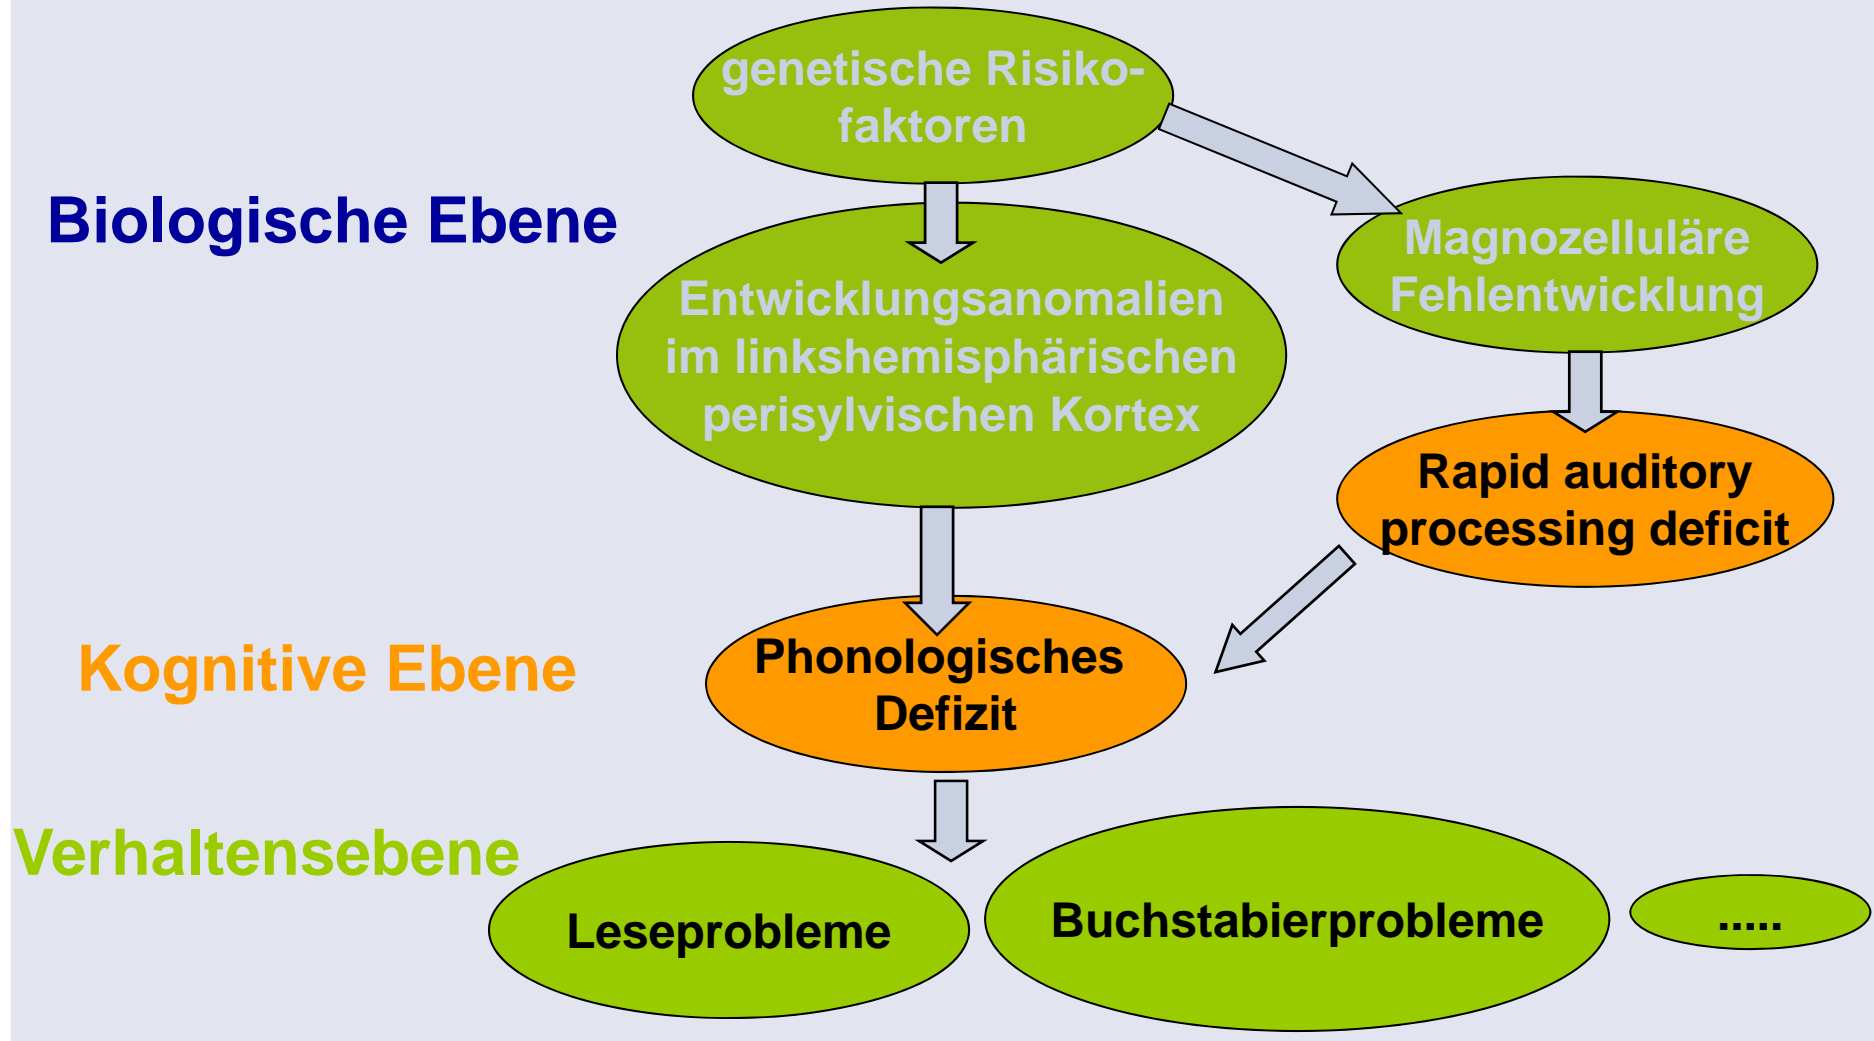 genetische Risiko-
faktoren
Biologische Ebene
Magnozelluläre
Fehlentwicklung
Entwicklungsanomalien
im linkshemisphärischen
perisylvischen Kortex
Rapid auditory
processing deficit
Kognitive Ebene
Phonologisches
Defizit
Verhaltensebene
Leseprobleme
Buchstabierprobleme
.....